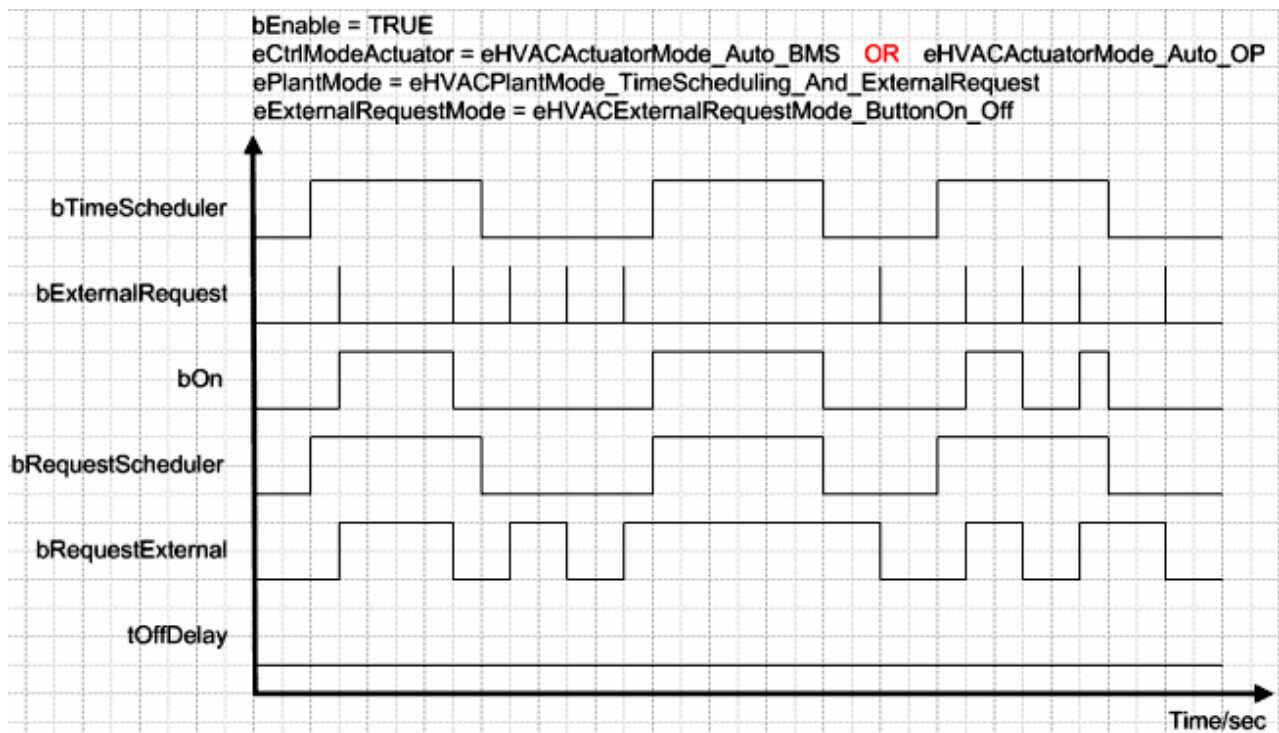 bEnable = TRUE
eCtrlModeActuator = eHVACActuatorMode_Auto_BMS OR eHVACActuatorMode_Auto_OP
ePlantMode = eHVACPlantMode_TimeScheduling_And_ExternalRequest
eExternalRequestMode = eHVACExternalRequestMode_ButtonOn_Off
bTimeScheduler
bExternalRequest
bOn
bRequestScheduler
bRequestExternal
tOffDelay
Time/sec